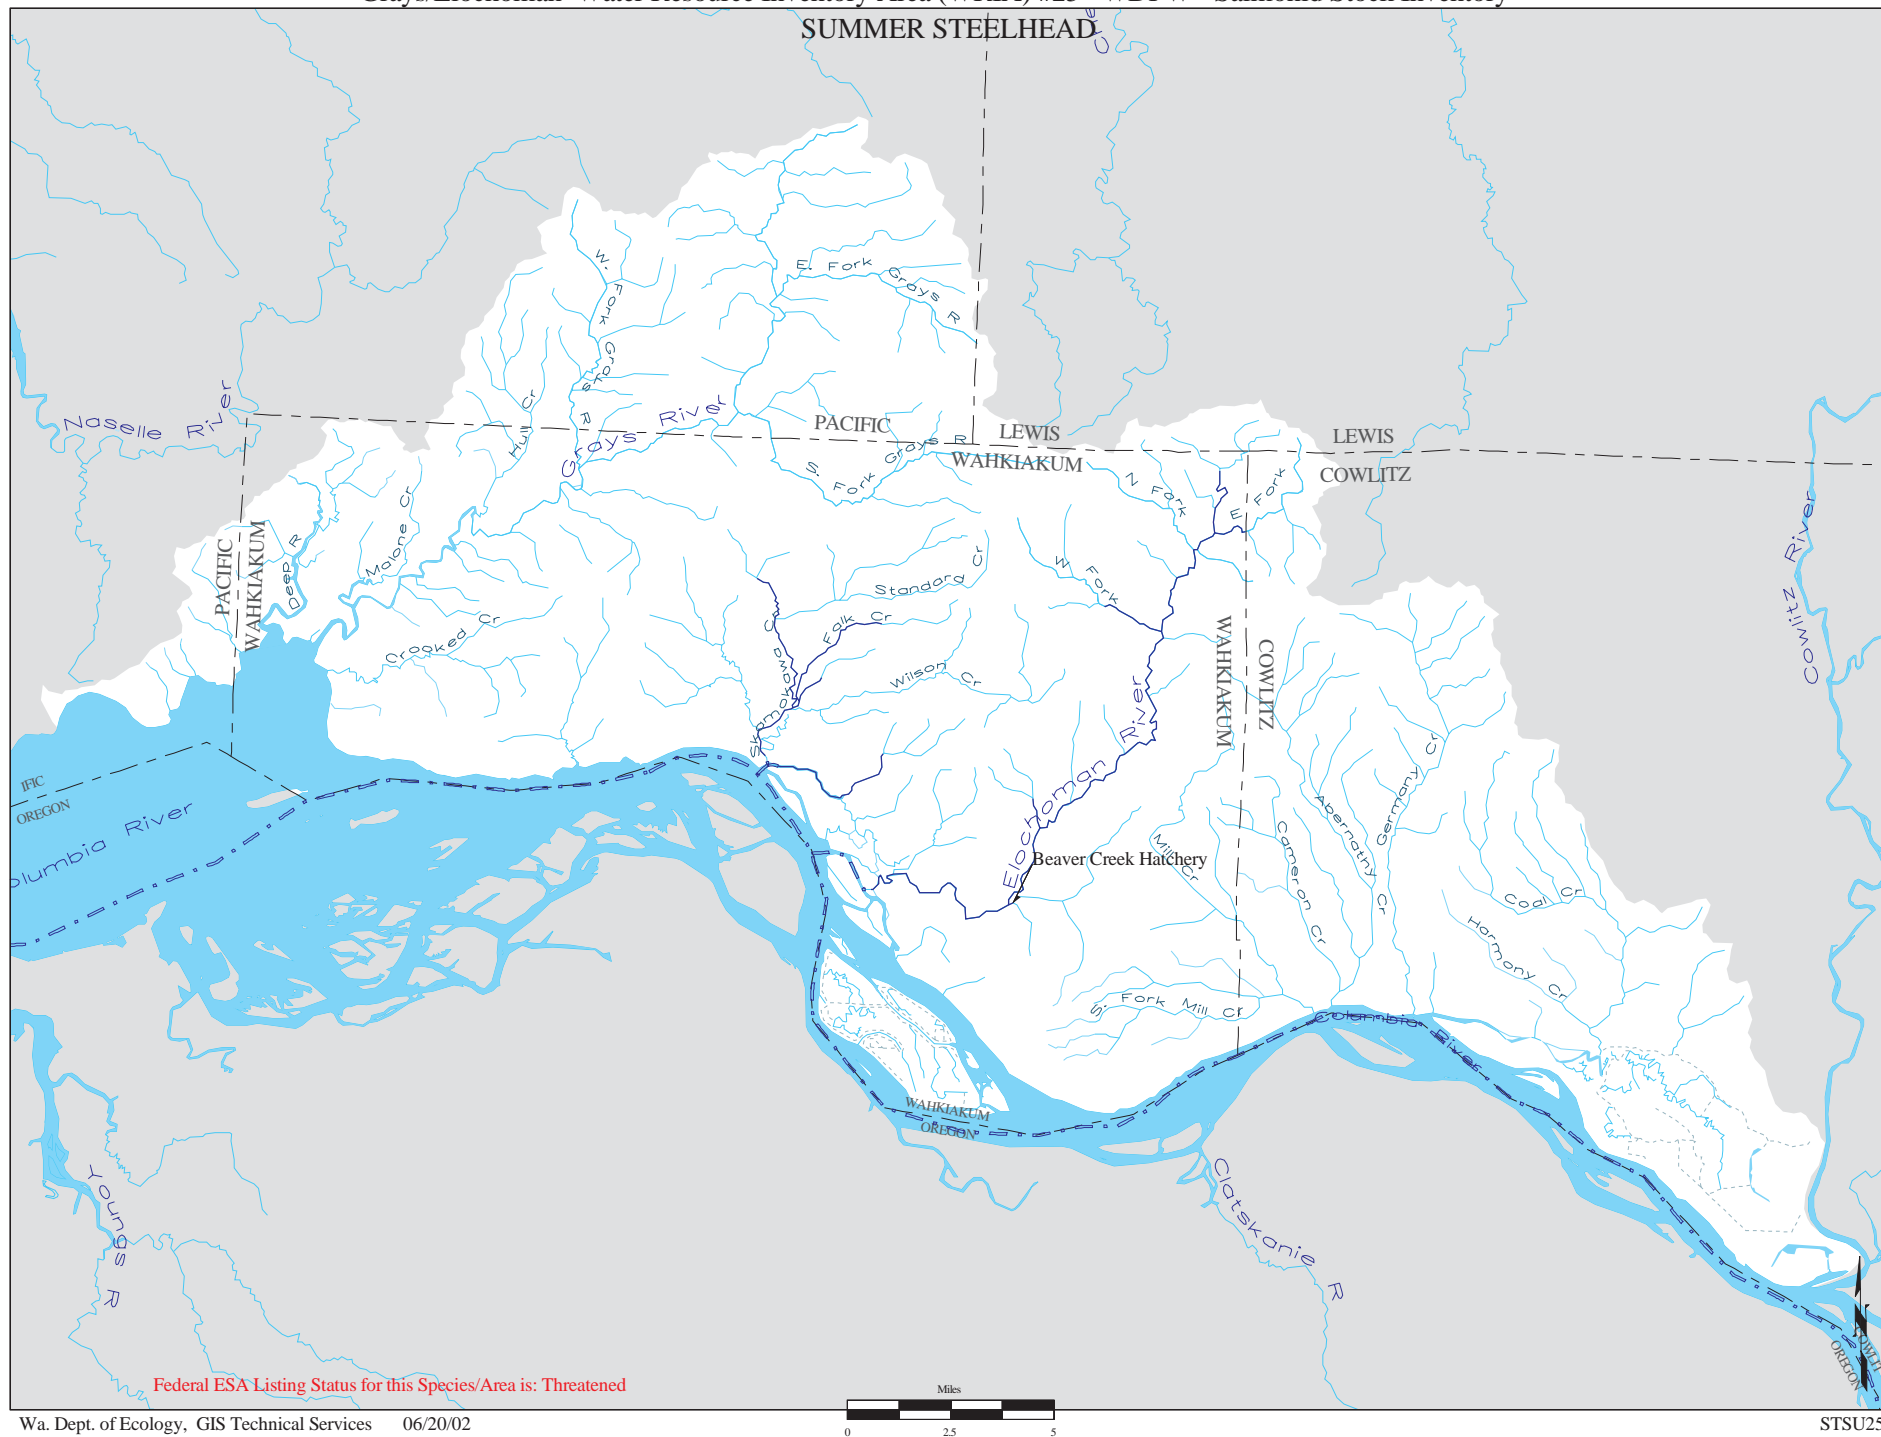 SUMMER STEELHEAD
W. Fork Grays R
E. Fork Grays R
Hull Cr
Grays River
Naselle River
PACIFIC
LEWIS
WAHKIAKUM
LEWIS
COWLITZ
S. Fork Grays R
N Fork
E Fork
Malone Cr
Deep R
PACIFIC
WAHKIAKUM
Cowlitz River
Standard Cr
W Fork
Falk Cr
Crooked Cr
Wilson Cr
Skamokawa Cr
WAHKIAKUM
COWLITZ
Elochoman River
Germany Cr
Abernathy Cr
Cameron Cr
Mill Cr
Beaver Creek Hatchery
IFIC
OREGON
olumbia River
Coal Cr
Harmony Cr
S. Fork Mill Cr
Columbia River
WAHKIAKUM
OREGON
Youngs R
Clatskanie R
OREGON
Federal ESA Listing Status for this Species/Area is: Threatened
Miles
0 2.5 5
Wa. Dept. of Ecology, GIS Technical Services 06/20/02
STSU25